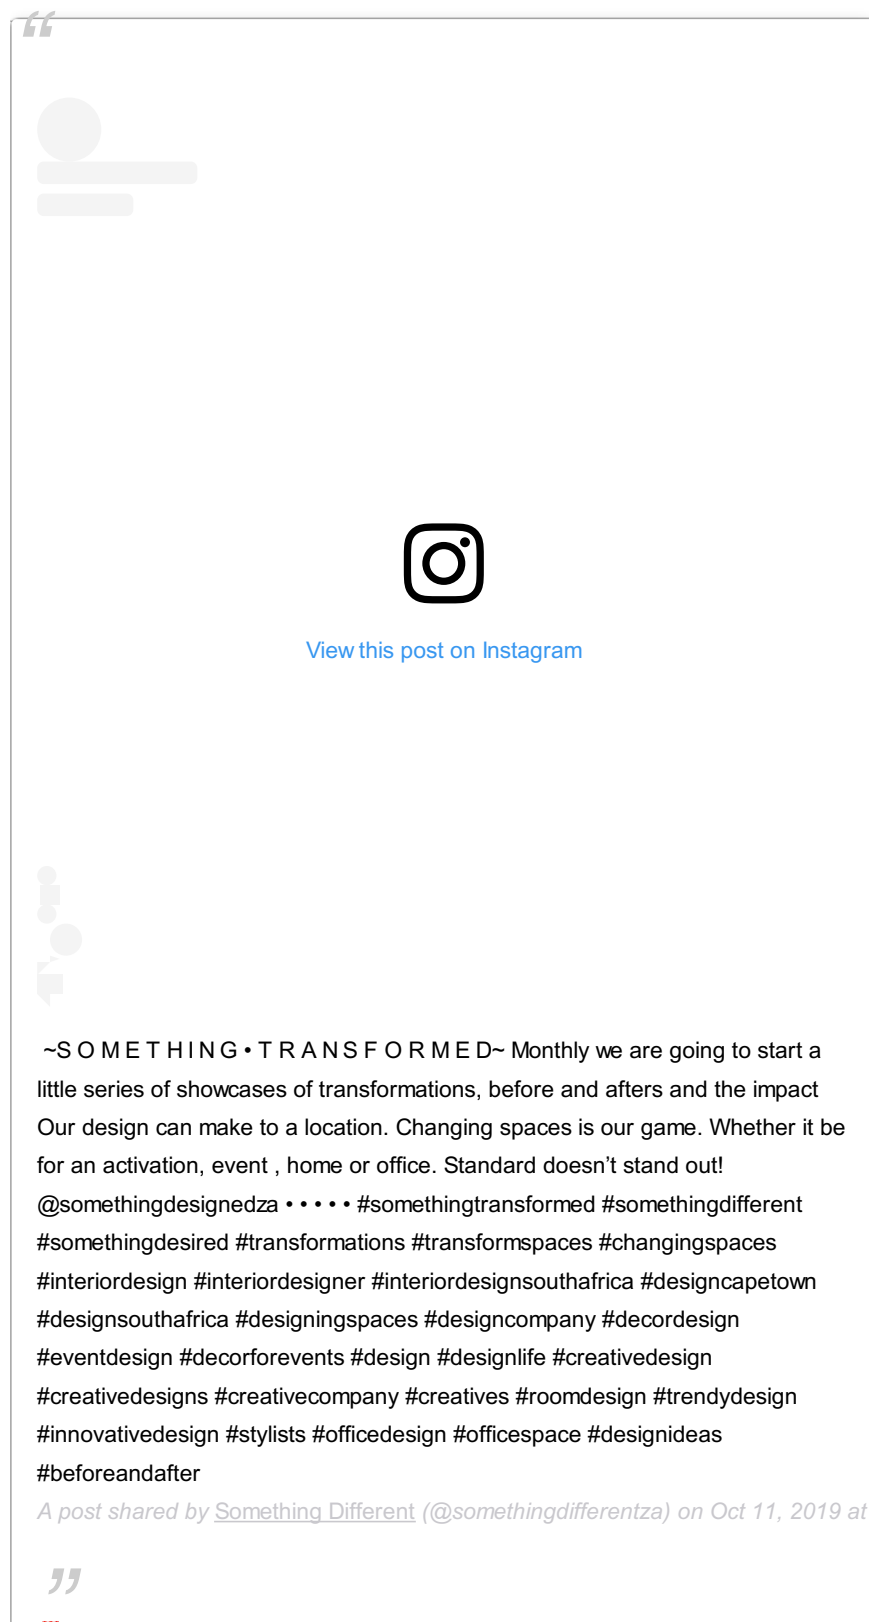 “
View this post on Instagram
~S O M E T H I N G • T R A N S F O R M E D~ Monthly we are going to start a
little series of showcases of transformations, before and afters and the impact
Our design can make to a location. Changing spaces is our game. Whether it be
for an activation, event , home or office. Standard doesn’t stand out!
@somethingdesignedza • • • • • #somethingtransformed #somethingdifferent
#somethingdesired #transformations #transformspaces #changingspaces
#interiordesign #interiordesigner #interiordesignsouthafrica #designcapetown
#designsouthafrica #designingspaces #designcompany #decordesign
#eventdesign #decorforevents #design #designlife #creativedesign
#creativedesigns #creativecompany #creatives #roomdesign #trendydesign
#innovativedesign #stylists #officedesign #officespace #designideas
#beforeandafter
A post shared by Something Different (@somethingdifferentza) on Oct 11, 2019 at
”